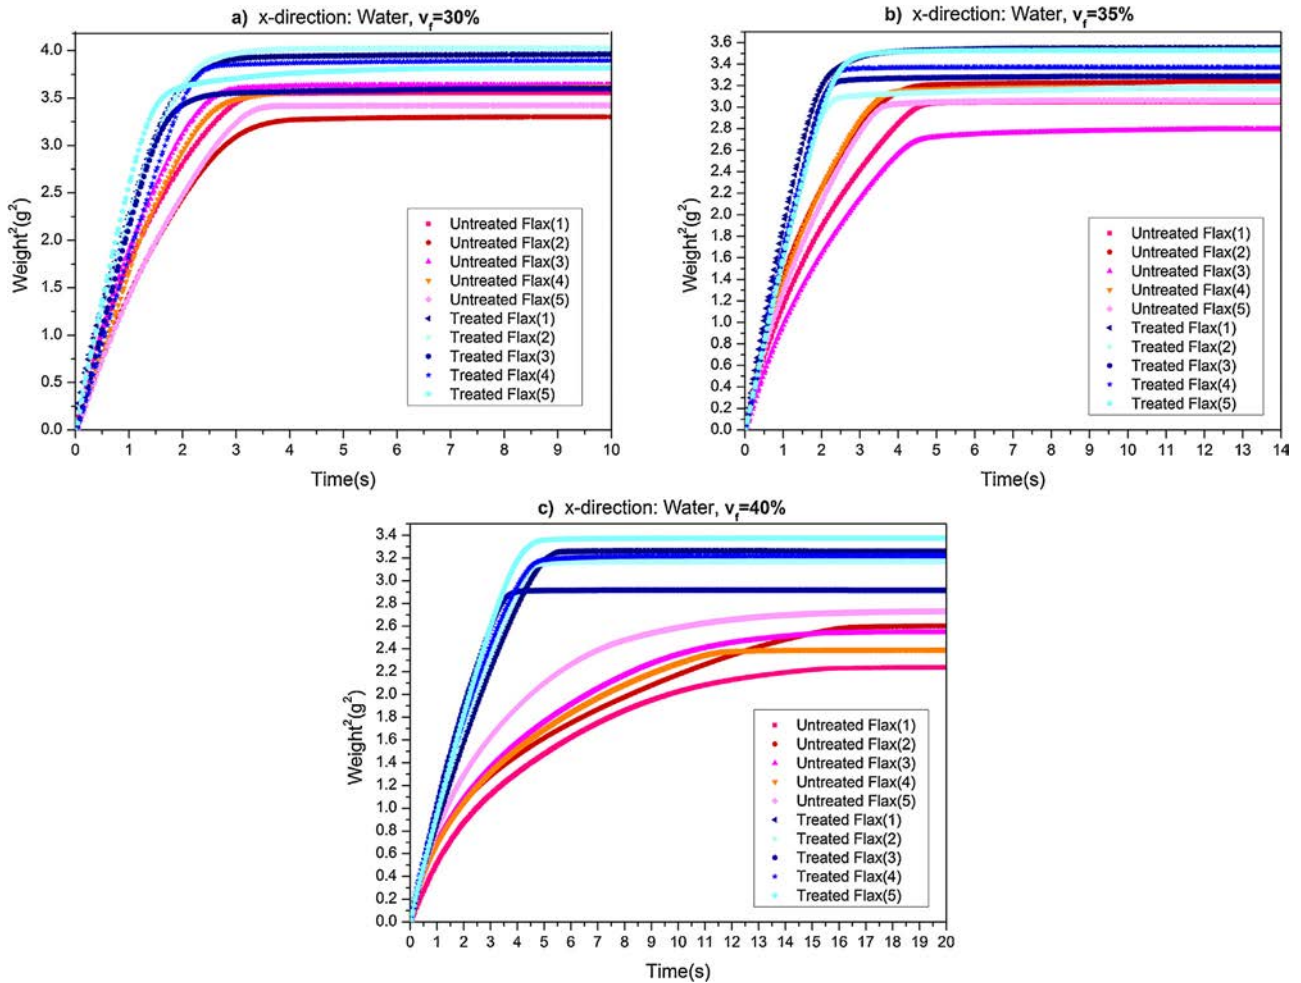 a) x-direction: Water, v_f=30%
Weight²(g²)
4.0
3.5
3.0
2.5
2.0
1.5
1.0
0.5
0.0
Untreated Flax(1)
Untreated Flax(2)
Untreated Flax(3)
Untreated Flax(4)
Untreated Flax(5)
Treated Flax(1)
Treated Flax(2)
Treated Flax(3)
Treated Flax(4)
Treated Flax(5)
0 1 2 3 4 5 6 7 8 9 10
Time(s)
b) x-direction: Water, v_f=35%
Weight²(g²)
3.6
3.4
3.2
3.0
2.8
2.6
2.4
2.2
2.0
1.8
1.6
1.4
1.2
1.0
0.8
0.6
0.4
0.2
0.0
Untreated Flax(1)
Untreated Flax(2)
Untreated Flax(3)
Untreated Flax(4)
Untreated Flax(5)
Treated Flax(1)
Treated Flax(2)
Treated Flax(3)
Treated Flax(4)
Treated Flax(5)
0 1 2 3 4 5 6 7 8 9 10 11 12 13 14
Time(s)
c) x-direction: Water, v_f=40%
Weight²(g²)
3.4
3.2
3.0
2.8
2.6
2.4
2.2
2.0
1.8
1.6
1.4
1.2
1.0
0.8
0.6
0.4
0.2
0.0
Untreated Flax(1)
Untreated Flax(2)
Untreated Flax(3)
Untreated Flax(4)
Untreated Flax(5)
Treated Flax(1)
Treated Flax(2)
Treated Flax(3)
Treated Flax(4)
Treated Flax(5)
0 1 2 3 4 5 6 7 8 9 10 11 12 13 14 15 16 17 18 19 20
Time(s)